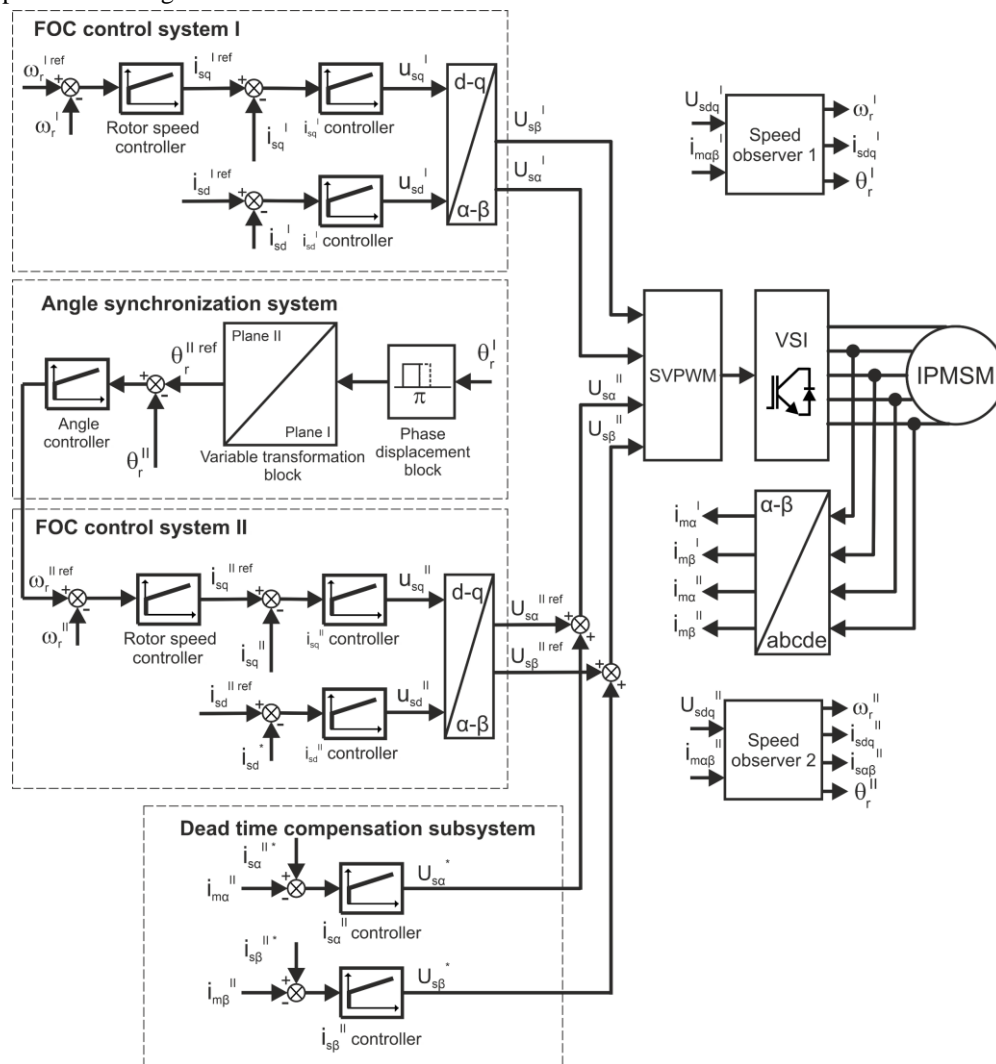 FOC control system I
ω_r^I ref
+
-
ω_r^I
Rotor speed
controller
i_sq^I ref
+
-
i_sq^I
i_sq^I controller
u_sq^I
d-q
α-β
i_sd^I ref
+
-
i_sd^I
i_sd^I controller
u_sd^I
U_sβ^I
U_sα^I
U_sdq^I
i_mαβ^I
Speed
observer 1
ω_r^I
i_sdq^I
θ_r^I
Angle synchronization system
Angle
controller
+
-
θ_r^II ref
θ_r^II
Plane II
Plane I
Variable transformation
block
π
Phase
displacement
block
θ_r^I
U_sα^II
U_sβ^II
SVPWM
VSI
IPMSM
α-β
abcde
i_mα^I
i_mβ^I
i_mα^II
i_mβ^II
FOC control system II
ω_r^II ref
+
-
ω_r^II
Rotor speed
controller
i_sq^II ref
+
-
i_sq^II
i_sq^II controller
u_sq^II
d-q
α-β
i_sd^II ref
+
-
i_sd^*
i_sd^II controller
u_sd^II
U_sα^II ref
+
+
U_sβ^II ref
+
+
U_sdq^II
i_mαβ^II
Speed
observer 2
ω_r^II
i_sdq^II
i_sαβ^II
θ_r^II
Dead time compensation subsystem
i_sα^II*
i_mα^II
+
-
i_sα^II controller
U_sα^*
i_sβ^II*
i_mβ^II
+
-
i_sβ^II controller
U_sβ^*